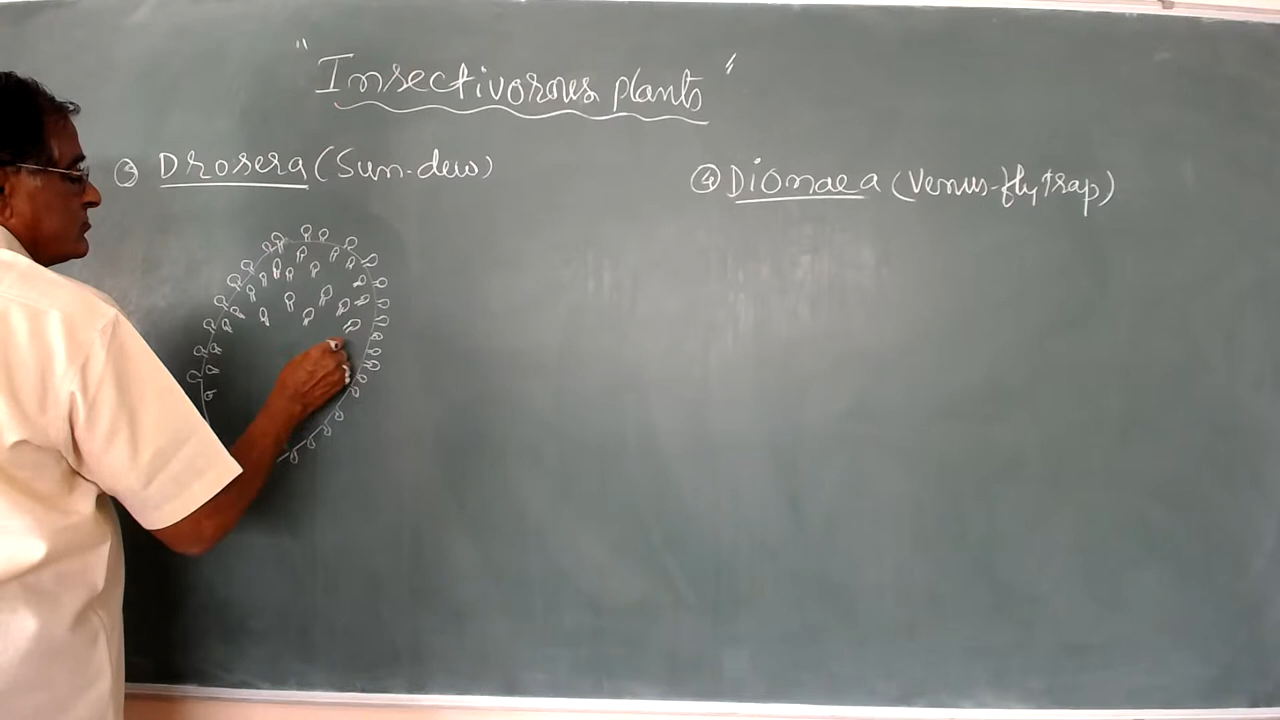 "Insectivorous plants"
③ Drosera (Sun-dew)
④ Dionaea (Venus-fly trap)